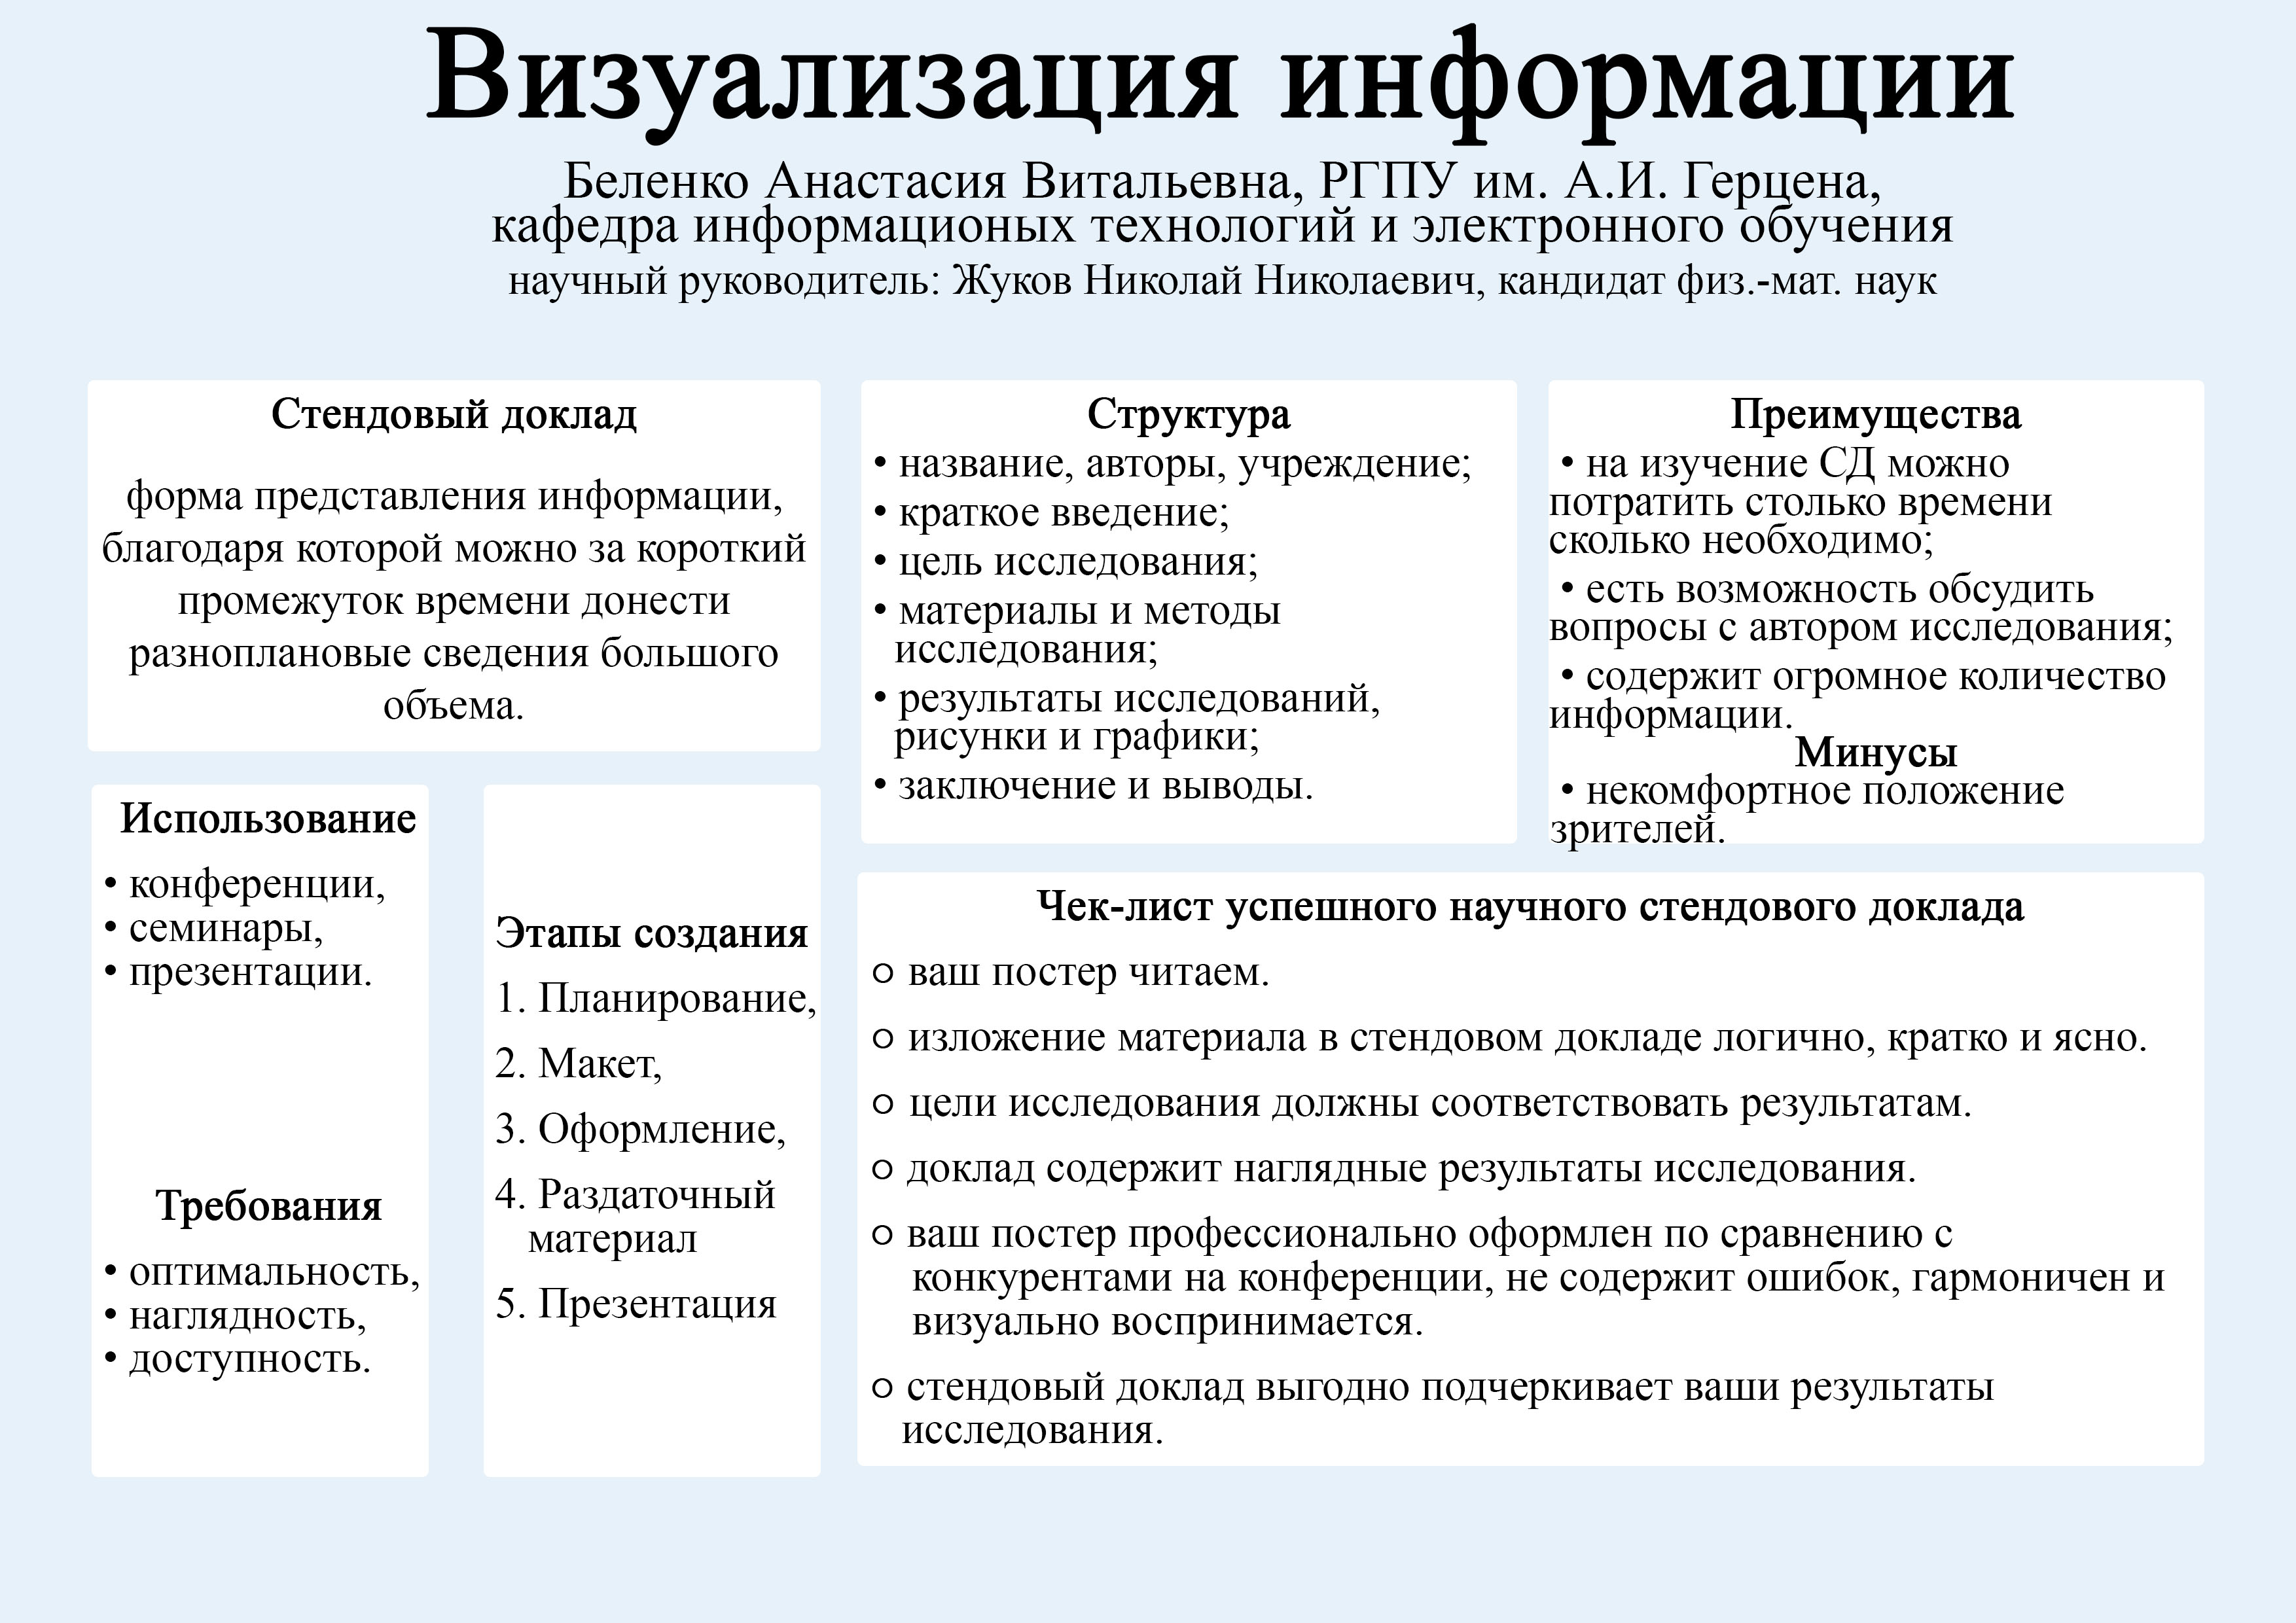 Визуализация информации
Беленко Анастасия Витальевна, РГПУ им. А.И. Герцена,
кафедра информационых технологий и электронного обучения
научный руководитель: Жуков Николай Николаевич, кандидат физ.-мат. наук
Стендовый доклад
форма представления информации,
благодаря которой можно за короткий
промежуток времени донести
разноплановые сведения большого
объема.
Использование
• конференции,
• семинары,
• презентации.
Требования
• оптимальность,
• наглядность,
• доступность.
Этапы создания
1. Планирование,
2. Макет,
3. Оформление,
4. Раздаточный
материал
5. Презентация
Структура
• название, авторы, учреждение;
• краткое введение;
• цель исследования;
• материалы и методы
исследования;
• результаты исследований,
рисунки и графики;
• заключение и выводы.
Преимущества
• на изучение СД можно
потратить столько времени
сколько необходимо;
• есть возможность обсудить
вопросы с автором исследования;
• содержит огромное количество
информации.
Минусы
• некомфортное положение
зрителей.
Чек-лист успешного научного стендового доклада
○ ваш постер читаем.
○ изложение материала в стендовом докладе логично, кратко и ясно.
○ цели исследования должны соответствовать результатам.
○ доклад содержит наглядные результаты исследования.
○ ваш постер профессионально оформлен по сравнению с
конкурентами на конференции, не содержит ошибок, гармоничен и
визуально воспринимается.
○ стендовый доклад выгодно подчеркивает ваши результаты
исследования.